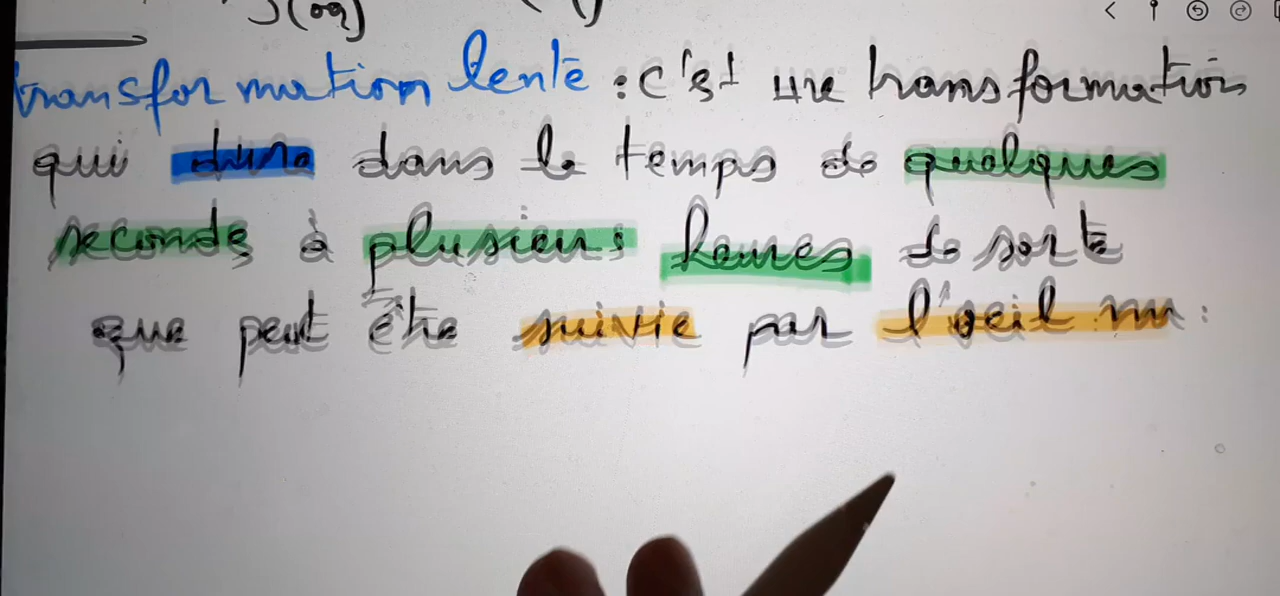 (aq)
transformation lente : c'est une transformation
qui dure dans le temps de quelques
seconde à plusieurs heures de sorte
que peut être suivie par l'oeil nu :